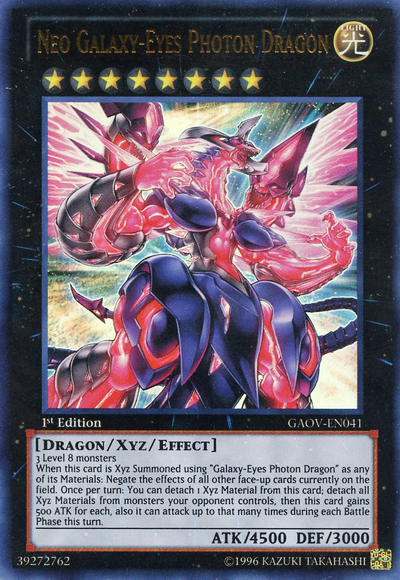 Neo Galaxy-Eyes Photon Dragon
LIGHT
光
1st Edition
GAOV-EN041
[Dragon/Xyz/Effect]
3 Level 8 monsters
When this card is Xyz Summoned using "Galaxy-Eyes Photon Dragon" as any
of its Materials: Negate the effects of all other face-up cards currently on the
field. Once per turn: You can detach 1 Xyz Material from this card; detach all
Xyz Materials from monsters your opponent controls, then this card gains
500 ATK for each, also it can attack up to that many times during each Battle
Phase this turn.
ATK/4500 DEF/3000
39272762
©1996 KAZUKI TAKAHASHI